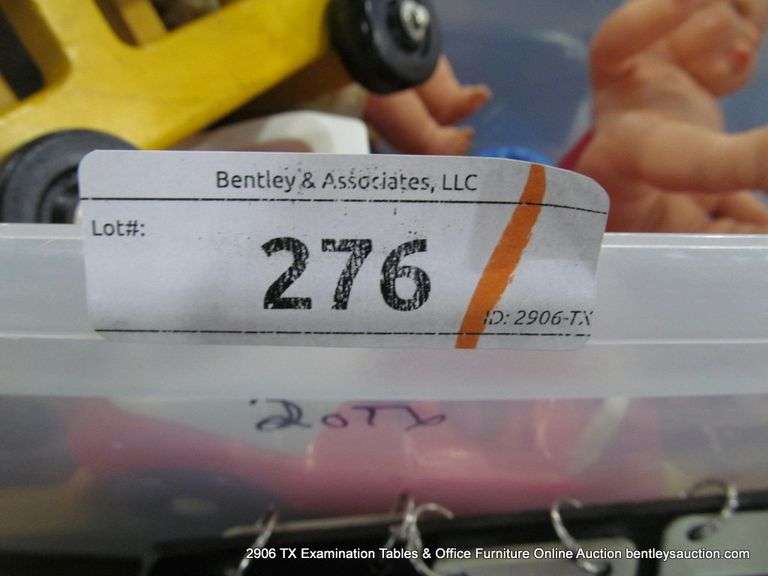 Bentley & Associates, LLC
Lot#:
276
ID: 2906-TX
2906 TX Examination Tables & Office Furniture Online Auction bentleysauction.com